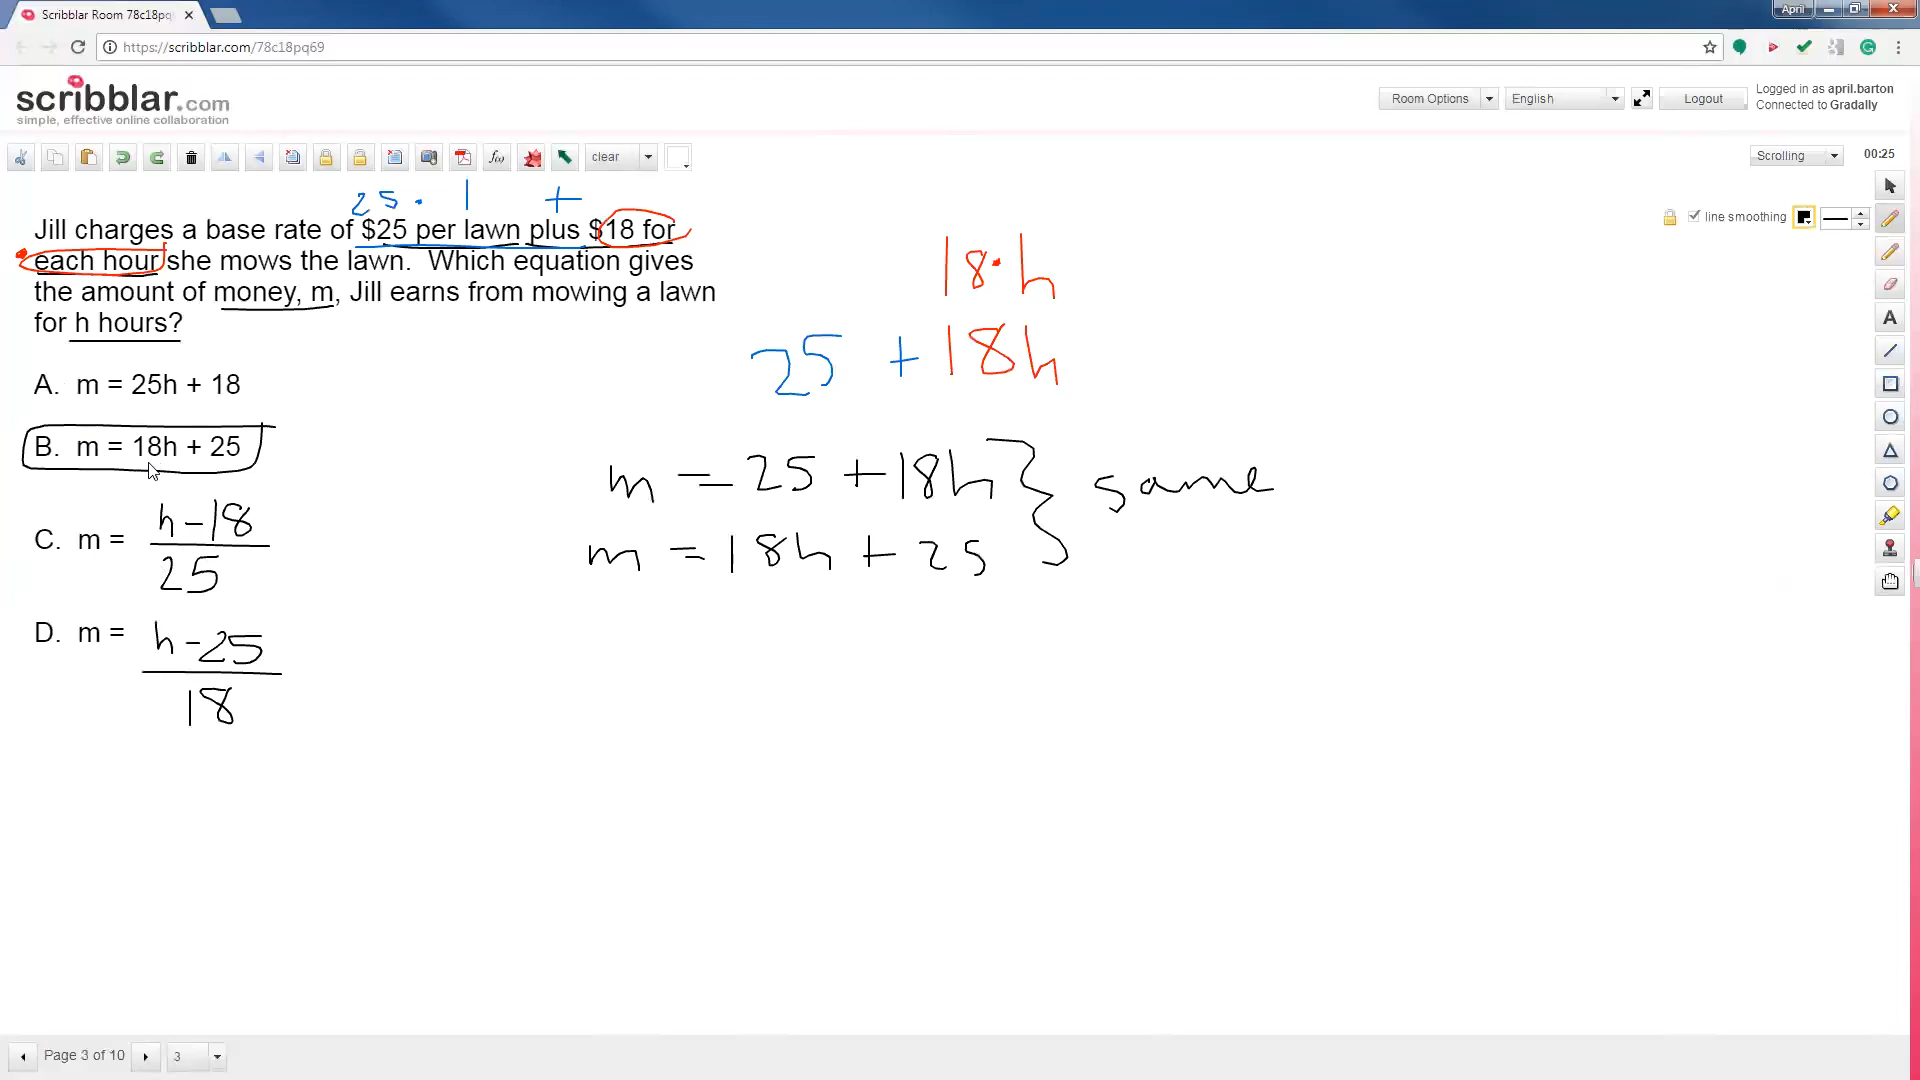 Scribblar Room 78c18pq
April
https://scribblar.com/78c18pq69
scribblar.com
simple, effective online collaboration
Room Options
English
Logout
Logged in as april.barton
Connected to Gradally
clear
Scrolling
00:25
line smoothing
25 · 1 +
Jill charges a base rate of $25 per lawn plus $18 for
each hour she mows the lawn. Which equation gives
the amount of money, m, Jill earns from mowing a lawn
for h hours?
A. m = 25h + 18
B. m = 18h + 25
C. m = h - 18
25
D. m = h - 25
18
18 · h
25 + 18h
m = 25 + 18h } same
m = 18h + 25
Page 3 of 10
3